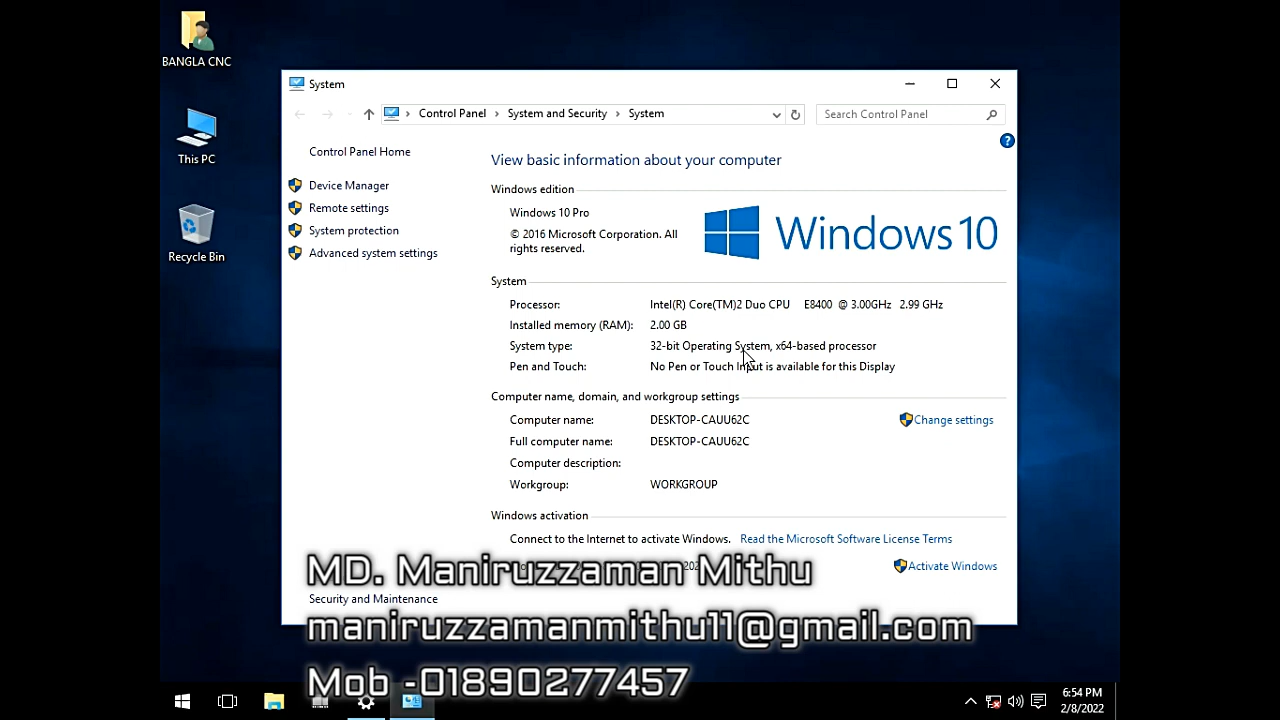 BANGLA CNC
This PC
Recycle Bin
System
Control Panel > System and Security > System
Search Control Panel
Control Panel Home
Device Manager
Remote settings
System protection
Advanced system settings
Security and Maintenance
View basic information about your computer
Windows edition
Windows 10 Pro
© 2016 Microsoft Corporation. All
rights reserved.
Windows 10
System
Processor: Intel(R) Core(TM)2 Duo CPU E8400 @ 3.00GHz 2.99 GHz
Installed memory (RAM): 2.00 GB
System type: 32-bit Operating System, x64-based processor
Pen and Touch: No Pen or Touch Input is available for this Display
Computer name, domain, and workgroup settings
Computer name: DESKTOP-CAUU62C
Change settings
Full computer name: DESKTOP-CAUU62C
Computer description:
Workgroup: WORKGROUP
Windows activation
Connect to the Internet to activate Windows. Read the Microsoft Software License Terms
Activate Windows
MD. Maniruzzaman Mithu
maniruzzamanmithu11@gmail.com
Mob -01890277457
6:54 PM
2/8/2022